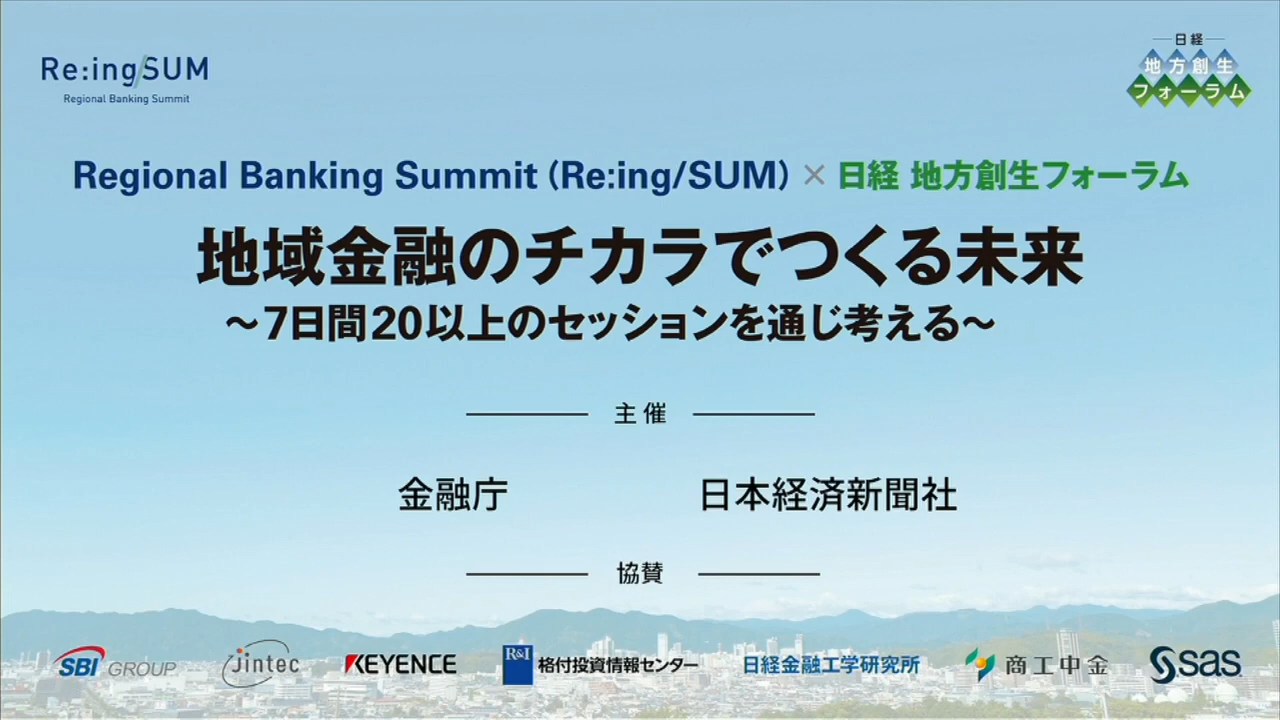 Re:ing/SUM
Regional Banking Summit
日経
地方創生
フォーラム
Regional Banking Summit (Re:ing/SUM) × 日経 地方創生フォーラム
地域金融のチカラでつくる未来
～7日間20以上のセッションを通じ考える～
主催
金融庁 日本経済新聞社
協賛
SBI GROUP jintec KEYENCE R&I 格付投資情報センター 日経金融工学研究所 商工中金 sas